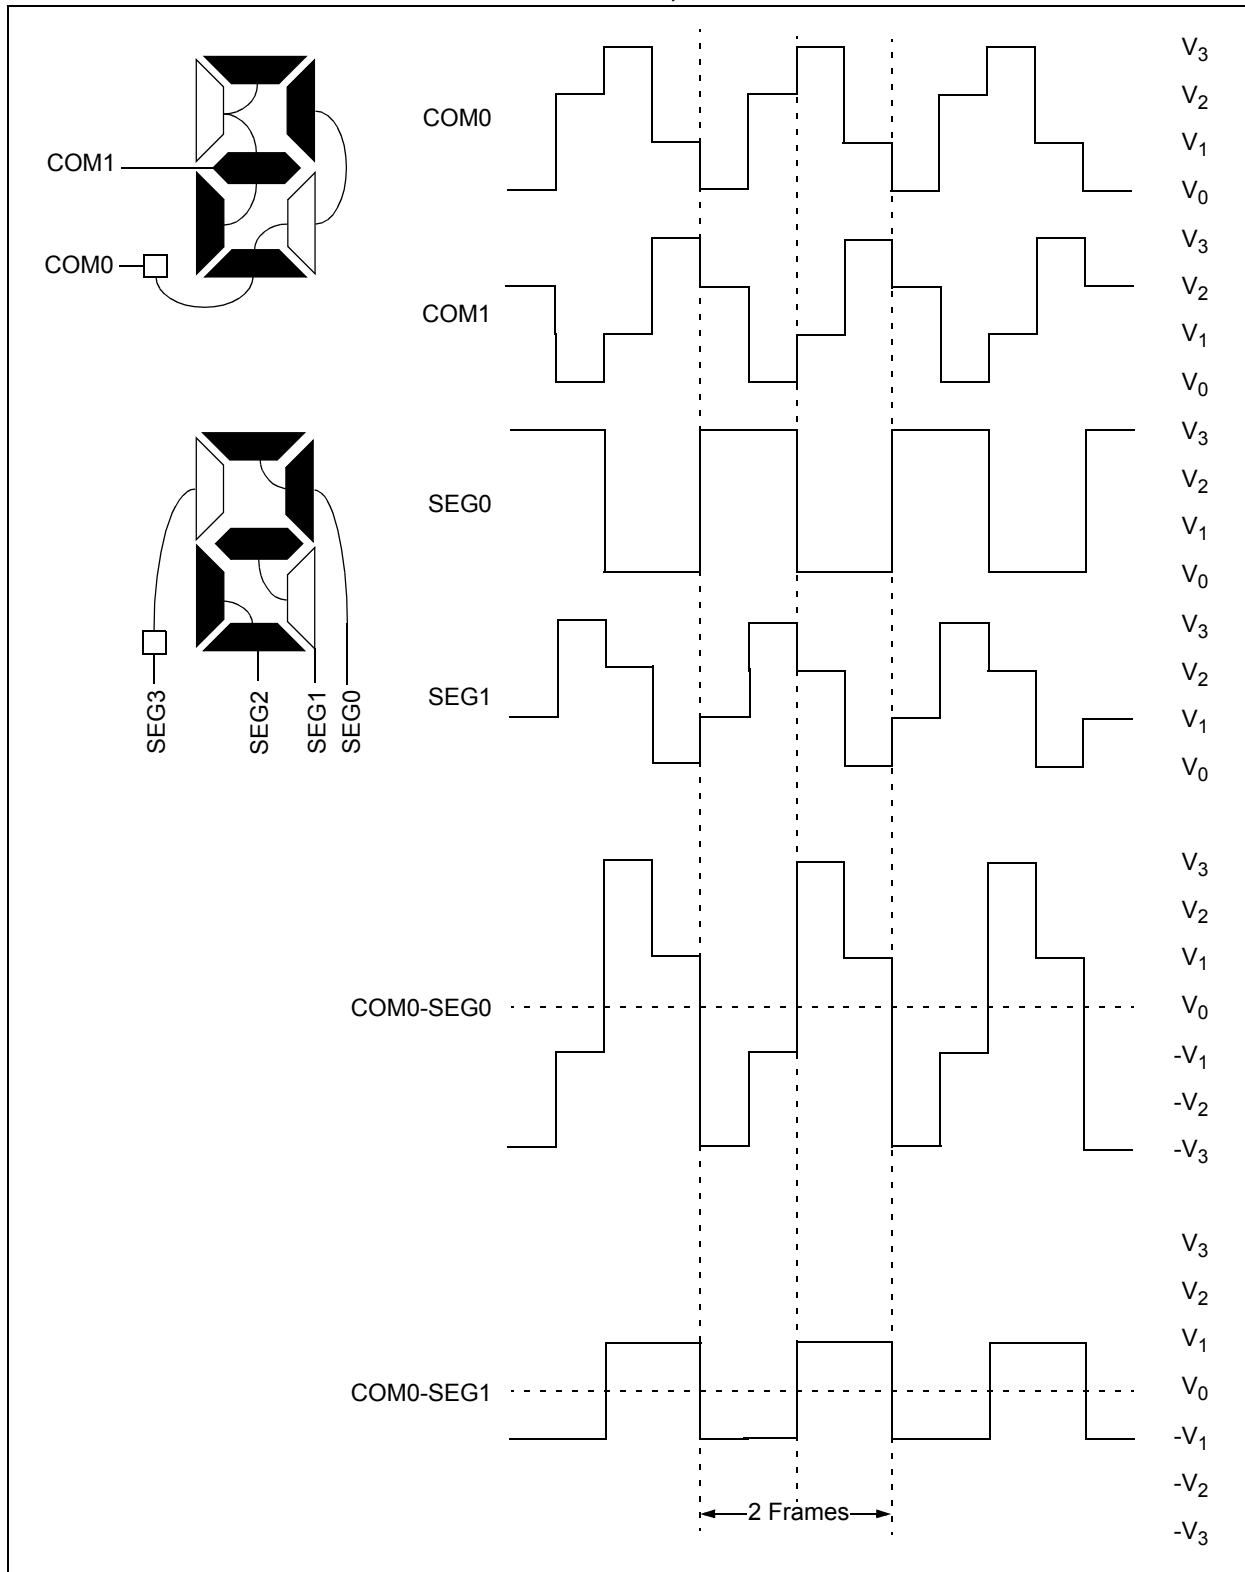 COM1
COM0
SEG3
SEG2
SEG1
SEG0
COM0
V3
V2
V1
V0
COM1
V3
V2
V1
V0
SEG0
V3
V2
V1
V0
SEG1
V3
V2
V1
V0
COM0-SEG0
V3
V2
V1
V0
-V1
-V2
-V3
COM0-SEG1
V3
V2
V1
V0
-V1
-V2
-V3
2 Frames